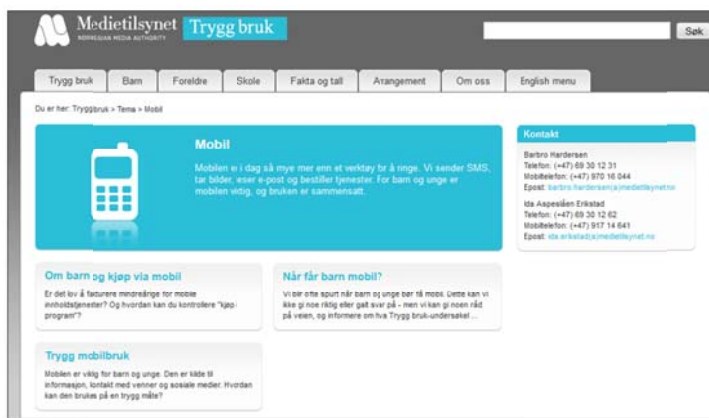 Medietilsynet
NORWEGIAN MEDIA AUTHORITY
Trygg bruk
Søk
Trygg bruk
Barn
Foreldre
Skole
Fakta og tall
Arrangement
Om oss
English menu
Du er her: Tryggbruk > Tema > Mobil
Mobil
Mobilen er i dag så mye mer enn et verktøy for å ringe. Vi sender SMS,
tar bilder, leser e-post og bestiller tjenester. For barn og unge er
mobilen viktig, og bruken er sammensatt.
Kontakt
Barbro Hardersen
Telefon: (+47) 69 30 12 31
Mobiltelefon: (+47) 970 16 044
Epost: barbro.hardersen(a)medietilsynet.no
Ida Aspesläen Erikstad
Telefon: (+47) 69 30 12 62
Mobiltelefon: (+47) 917 14 641
Epost: ida.erikstad(a)medietilsynet.no
Om barn og kjøp via mobil
Er det lov å fakturere mindreårige for mobile
innholdstjenester? Og hvordan kan du kontrollere "kjøp-
program"?
Når får barn mobil?
Vi blir ofte spurt når barn og unge bør få mobil. Dette kan vi
ikke gi noe riktig eller galt svar på - men vi kan gi noen råd
på veien, og informere om hva Trygg bruk-undersøkel ...
Trygg mobilbruk
Mobilen er viktig for barn og unge. Den er kilde til
informasjon, kontakt med venner og sosiale medier. Hvordan
kan den brukes på en trygg måte?